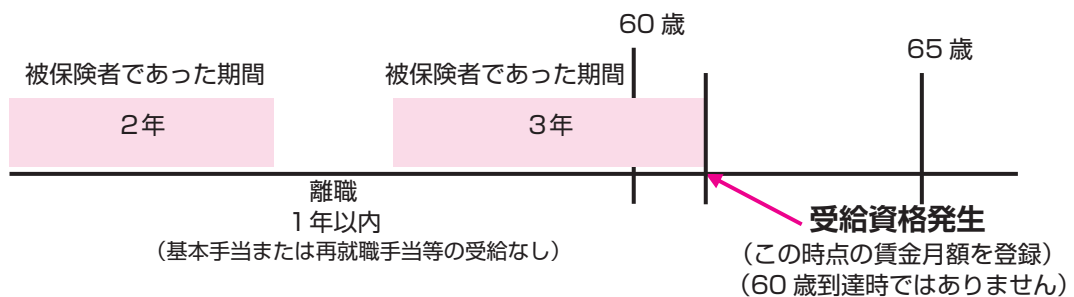 60 歳
65 歳
被保険者であった期間
被保険者であった期間
2年
3年
離職
1年以内
（基本手当または再就職手当等の受給なし）
受給資格発生
（この時点の賃金月額を登録）
（60 歳到達時ではありません）